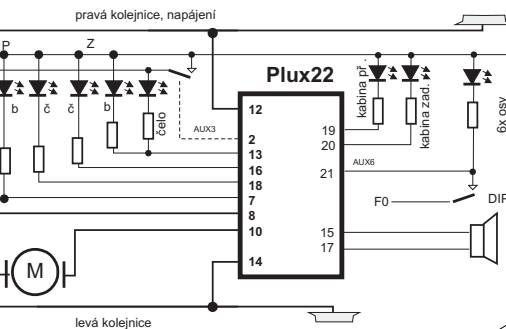 pravá kolejnice, napájení
P
Z
Plux22
b
č
č
b
čelo
kabina př.
kabina zad.
6x osv
12
AUX3
2
13
16
18
7
8
10
14
19
20
AUX6
21
15
17
F0
DIP
M
levá kolejnice